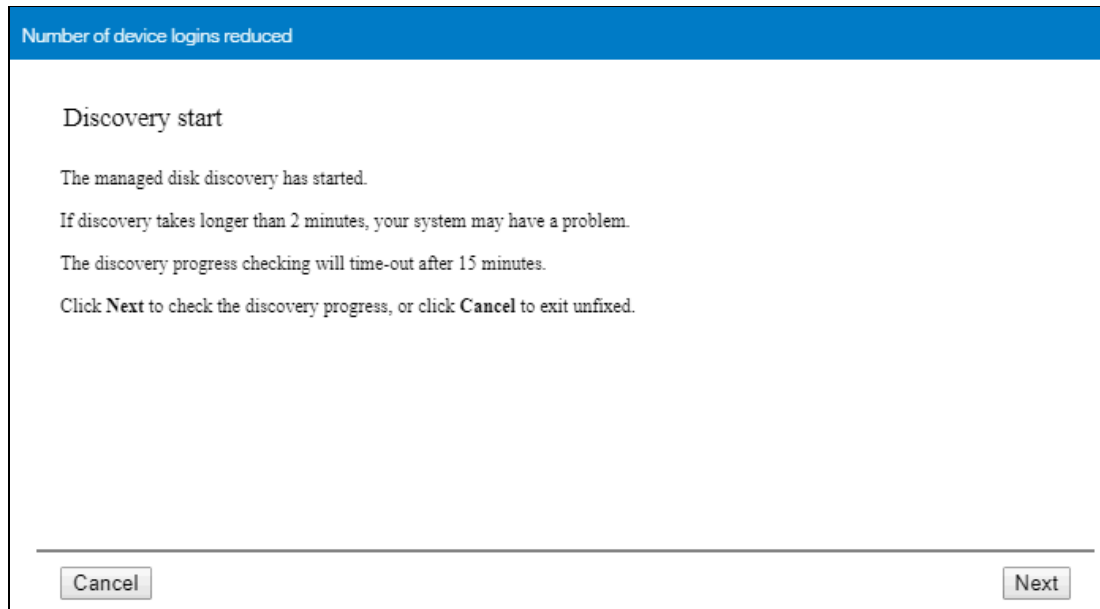 Number of device logins reduced
Discovery start
The managed disk discovery has started.
If discovery takes longer than 2 minutes, your system may have a problem.
The discovery progress checking will time-out after 15 minutes.
Click Next to check the discovery progress, or click Cancel to exit unfixed.
Cancel
Next